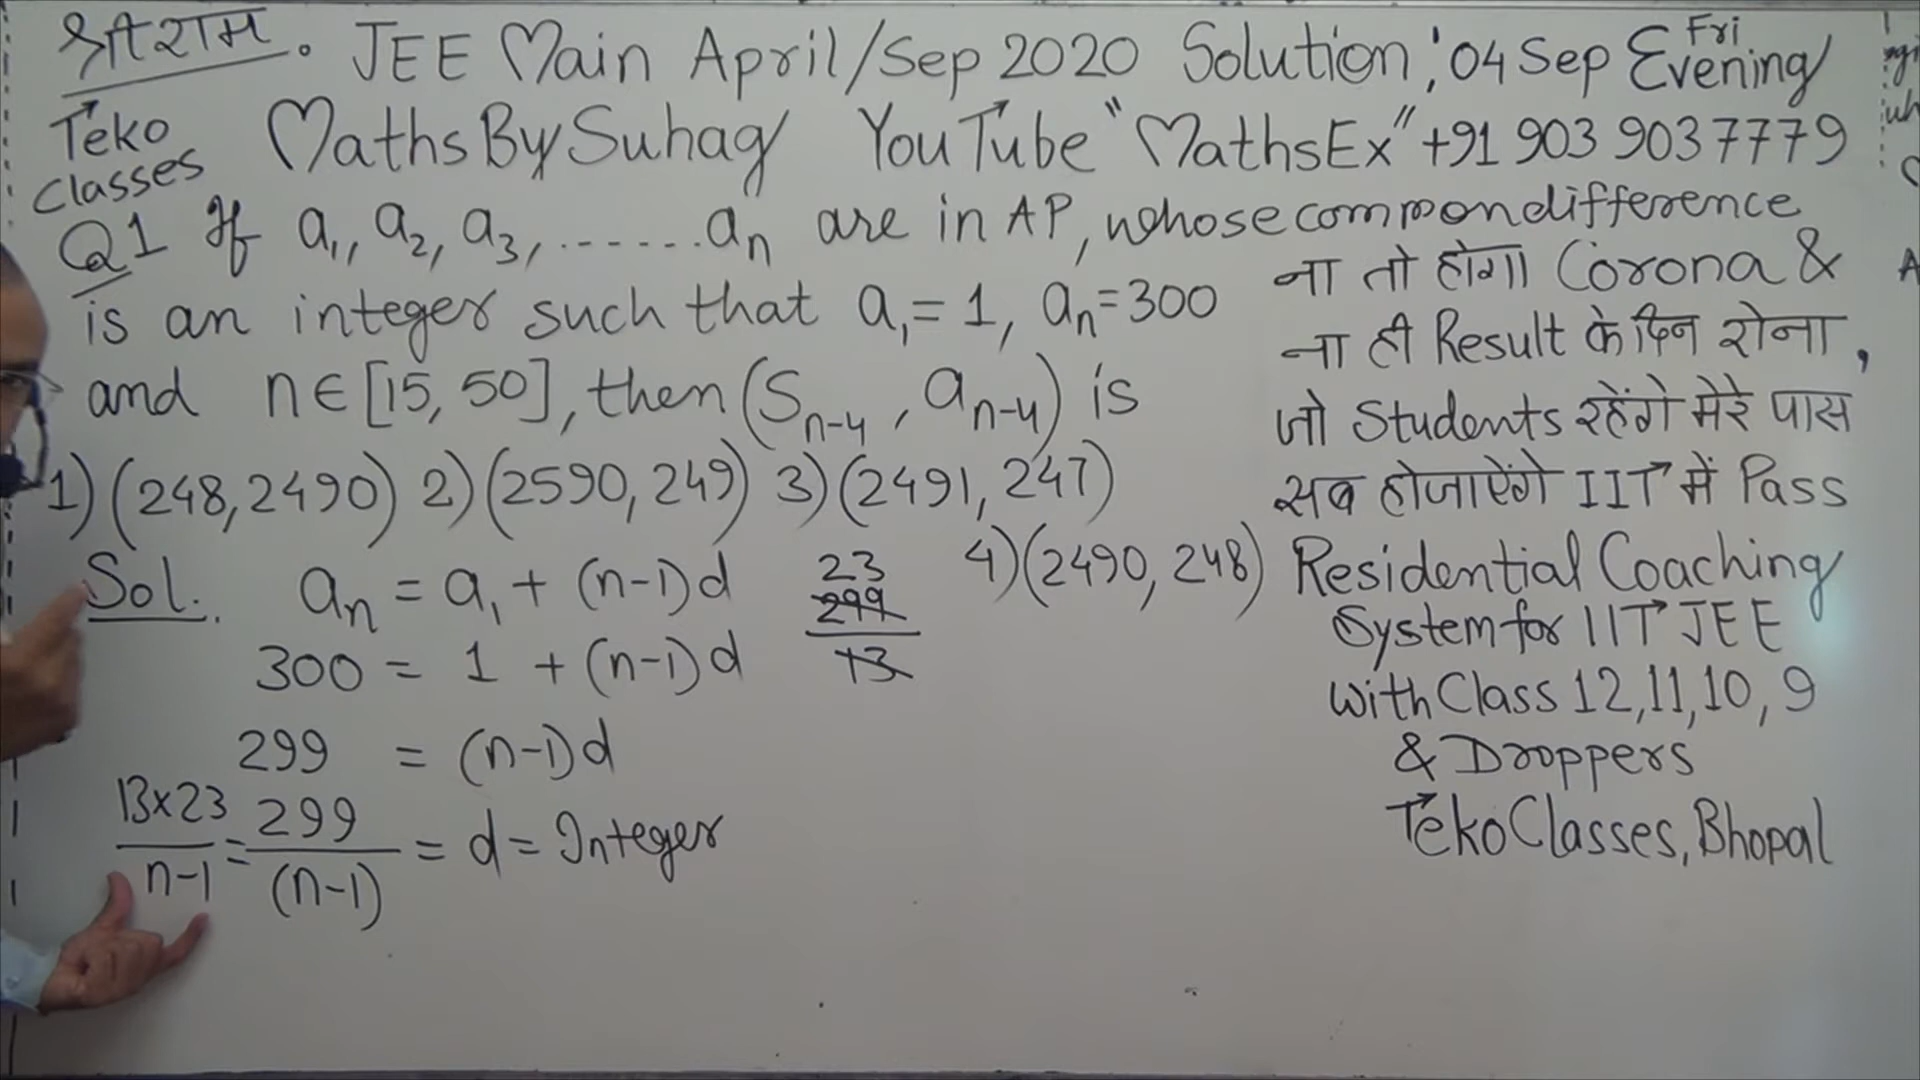 श्री राम. JEE Main April/Sep 2020 Solution, '04 Sep Fri Evening
Teko Classes MathsBySuhag YouTube "MathsEx" +91 903 903 7779
Q1 If a₁, a₂, a₃, ....... aₙ are in AP, whose common difference
is an integer such that a₁ = 1, aₙ = 300
and n ∈ [15, 50], then (Sₙ₋₄, aₙ₋₄) is
1) (248, 2490) 2) (2590, 249) 3) (2491, 247)
4) (2490, 248)
Sol. aₙ = a₁ + (n-1)d
300 = 1 + (n-1)d
299 = (n-1)d
13×23/n-1 = 299/(n-1) = d = Integer
23
299
13
ना तो होगा Corona &
ना ही Result के दिन रोना,
जो Students रहेंगे मेरे पास
सब होजाऐंगे IIT में Pass
Residential Coaching
System for IIT JEE
with Class 12, 11, 10, 9
& Droppers
Teko Classes, Bhopal